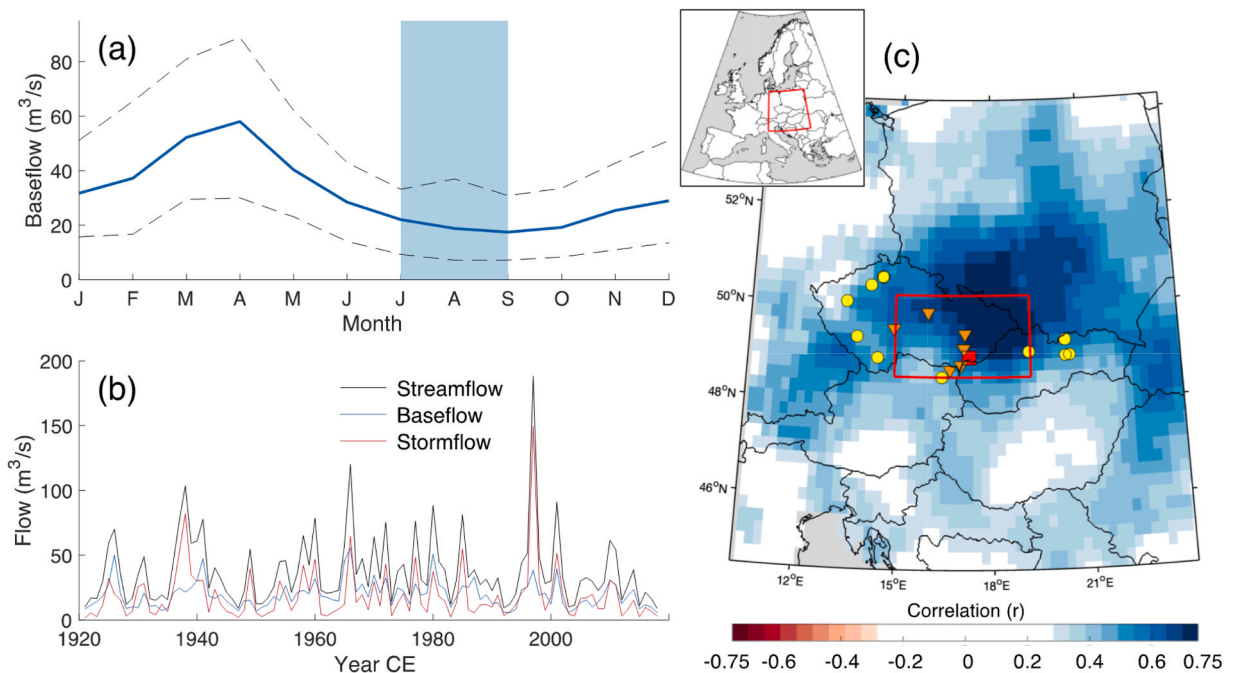 (a)
Baseflow (m³/s)
80
60
40
20
0
J F M A M J J A S O N D
Month
(b)
Flow (m³/s)
200
150
100
50
0
Streamflow
Baseflow
Stormflow
1920 1940 1960 1980 2000
Year CE
(c)
52°N
50°N
48°N
46°N
12°E 15°E 18°E 21°E
Correlation (r)
-0.75 -0.6 -0.4 -0.2 0 0.2 0.4 0.6 0.75